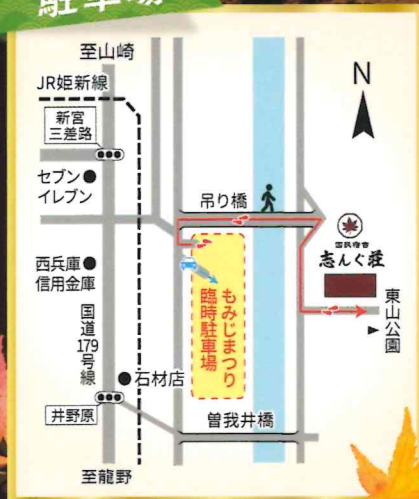 駐車場
至山崎
JR姫新線
新宮
三差路
N
セブン
イレブン
吊り橋
国民宿舎
志んぐ荘
西兵庫
信用金庫
もみじまつり
臨時駐車場
東山公園
国道179号線
石材店
井野原
曽我井橋
至龍野